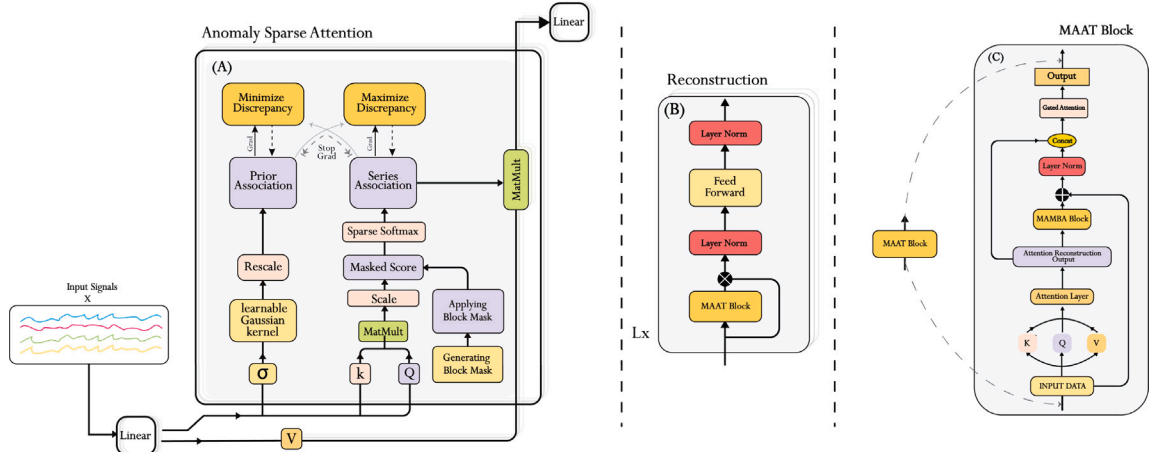 Anomaly Sparse Attention
Linear
(A)
Minimize
Discrepancy
Maximize
Discrepancy
Grad
Stop
Grad
Grad
Prior
Association
Series
Association
MatMult
Sparse Softmax
Rescale
Masked Score
Scale
Applying
Block Mask
learnable
Gaussian
kernel
MatMult
Generating
Block Mask
σ
k
Q
Input Signals
X
Linear
V
Reconstruction
(B)
Layer Norm
Feed
Forward
Layer Norm
MAAT Block
Lx
MAAT Block
(C)
Output
Gated Attention
Concat
Layer Norm
MAMBA Block
MAAT Block
Attention Reconstruction
Output
Attention Layer
K
Q
V
INPUT DATA